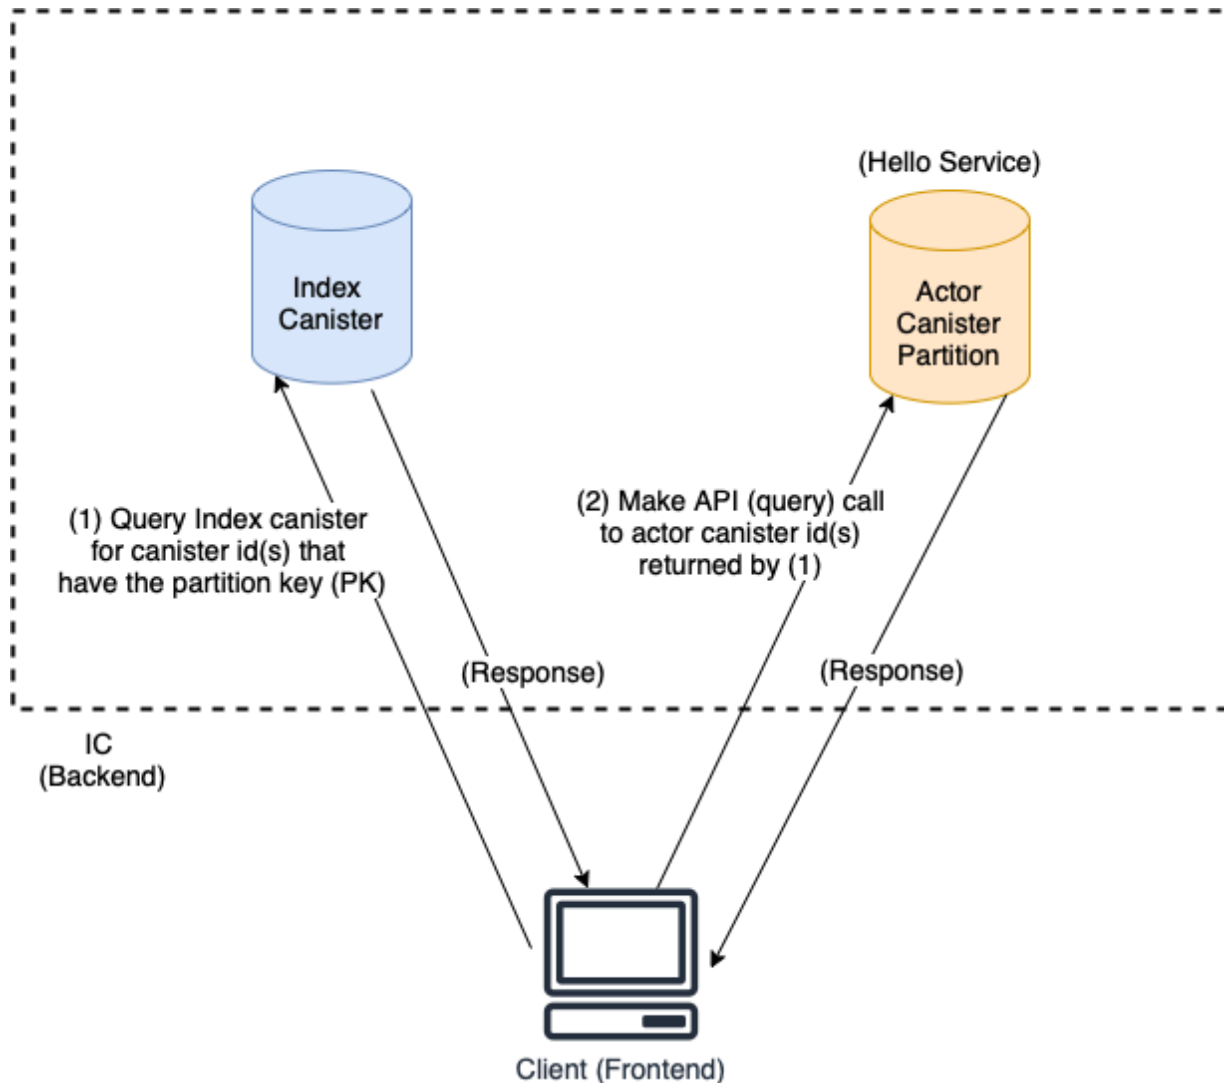 (Hello Service)
Index
Canister
Actor
Canister
Partition
(1) Query Index canister
for canister id(s) that
have the partition key (PK)
(2) Make API (query) call
to actor canister id(s)
returned by (1)
(Response)
(Response)
IC
(Backend)
Client (Frontend)